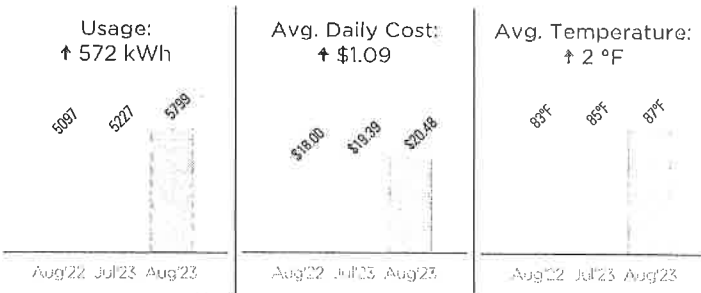 Usage:
↑ 572 kWh
5097 5227 5799
Aug'22 Jul'23 Aug'23
Avg. Daily Cost:
↑ $1.09
$18.00 $19.39 $20.48
Aug'22 Jul'23 Aug'23
Avg. Temperature:
↑ 2 °F
83°F 85°F 87°F
Aug'22 Jul'23 Aug'23